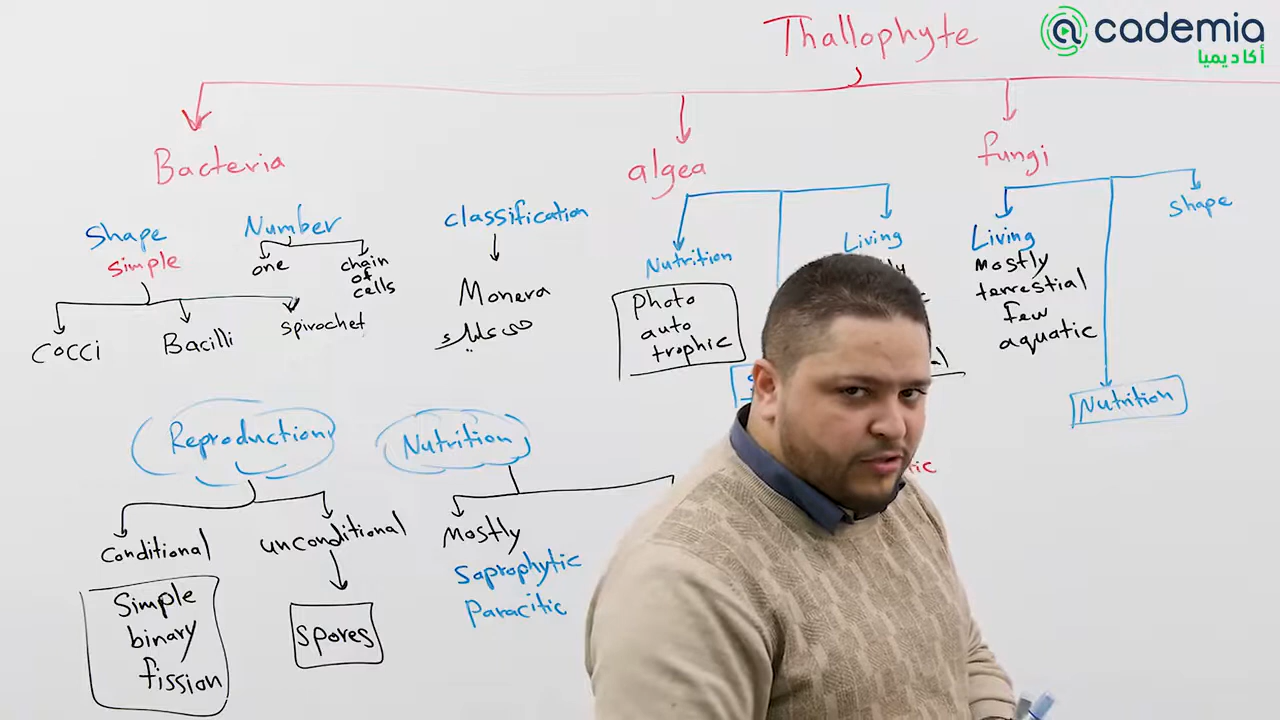 Thallophyte
@cademia
أكاديميا
Bacteria
algea
fungi
Shape
simple
cocci
Bacilli
spirochet
Number
one
chain
of
cells
classification
Monera
Nutrition
photo
auto
trophic
Living
Living
mostly
terrestial
few
aquatic
Nutrition
shape
Reproduction
conditional
Simple
binary
fission
unconditional
spores
Nutrition
Mostly
Saprophytic
Paracitic